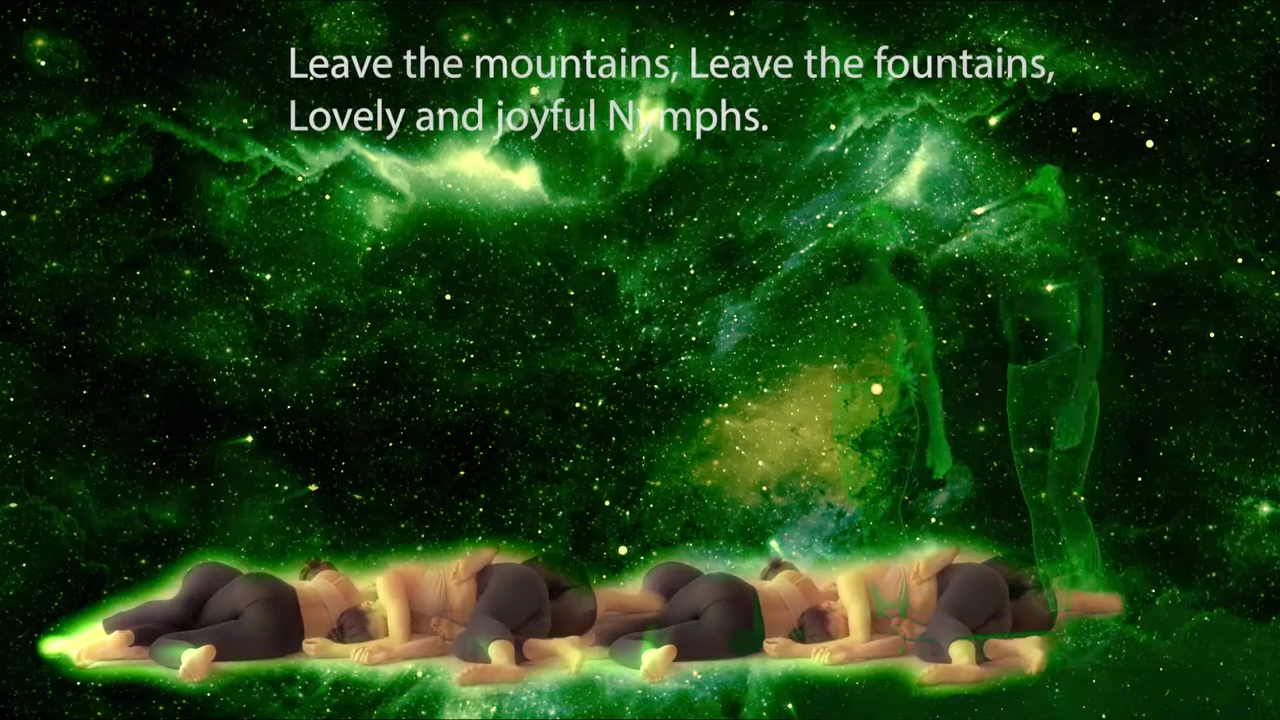 Leave the mountains, Leave the fountains,
Lovely and joyful Nymphs.